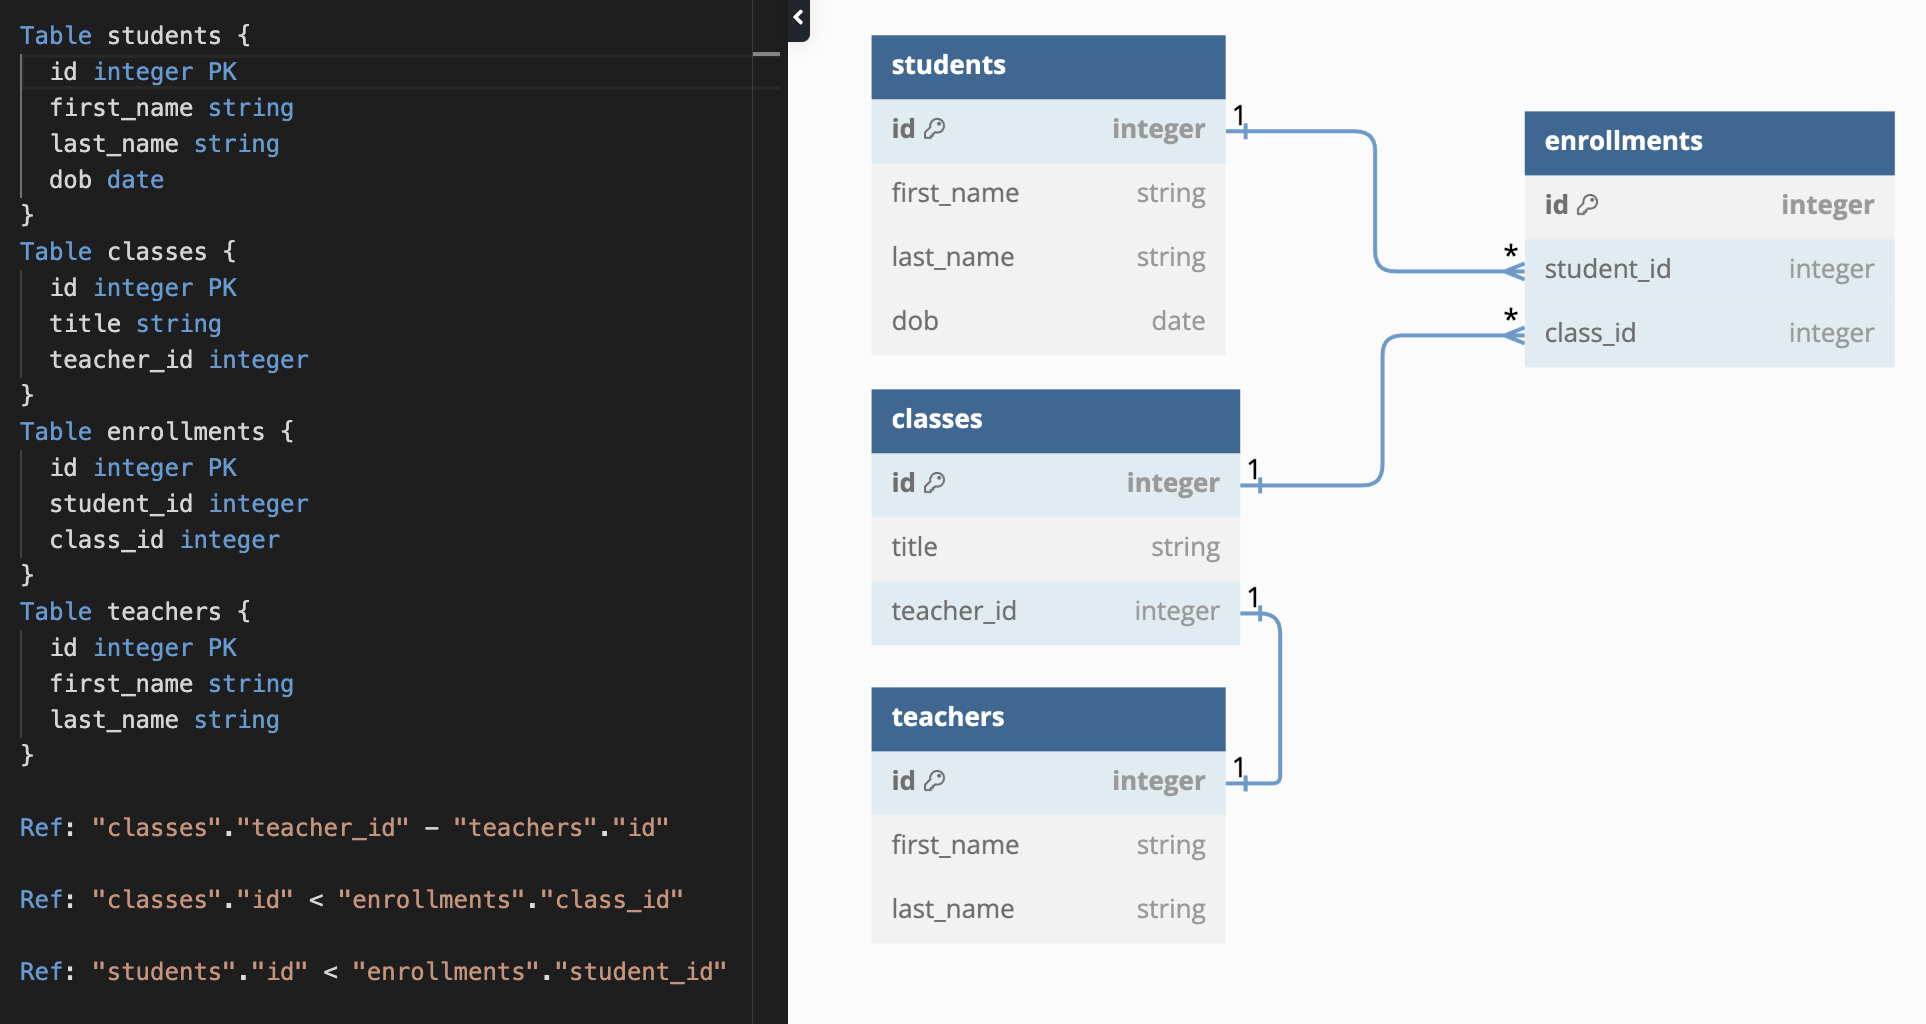 Table students {
id integer PK
first_name string
last_name string
dob date
}
Table classes {
id integer PK
title string
teacher_id integer
}
Table enrollments {
id integer PK
student_id integer
class_id integer
}
Table teachers {
id integer PK
first_name string
last_name string
}
Ref: "classes"."teacher_id" - "teachers"."id"
Ref: "classes"."id" < "enrollments"."class_id"
Ref: "students"."id" < "enrollments"."student_id"
students
id integer 1
first_name string
last_name string
dob date
classes
id integer 1
title string
teacher_id integer 1
teachers
id integer 1
first_name string
last_name string
enrollments
id integer
* student_id integer
* class_id integer